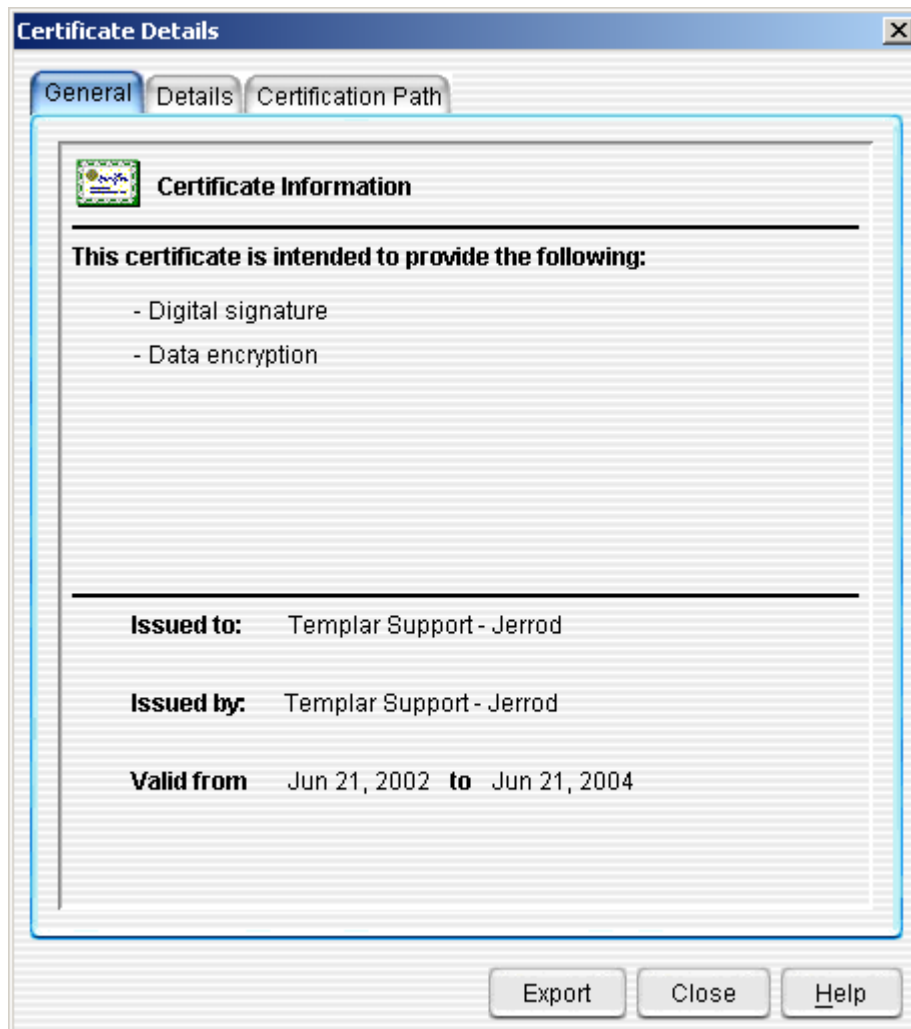 Certificate Details
General Details Certification Path
Certificate Information
This certificate is intended to provide the following:
- Digital signature
- Data encryption
Issued to: Templar Support - Jerrod
Issued by: Templar Support - Jerrod
Valid from Jun 21, 2002 to Jun 21, 2004
Export Close Help